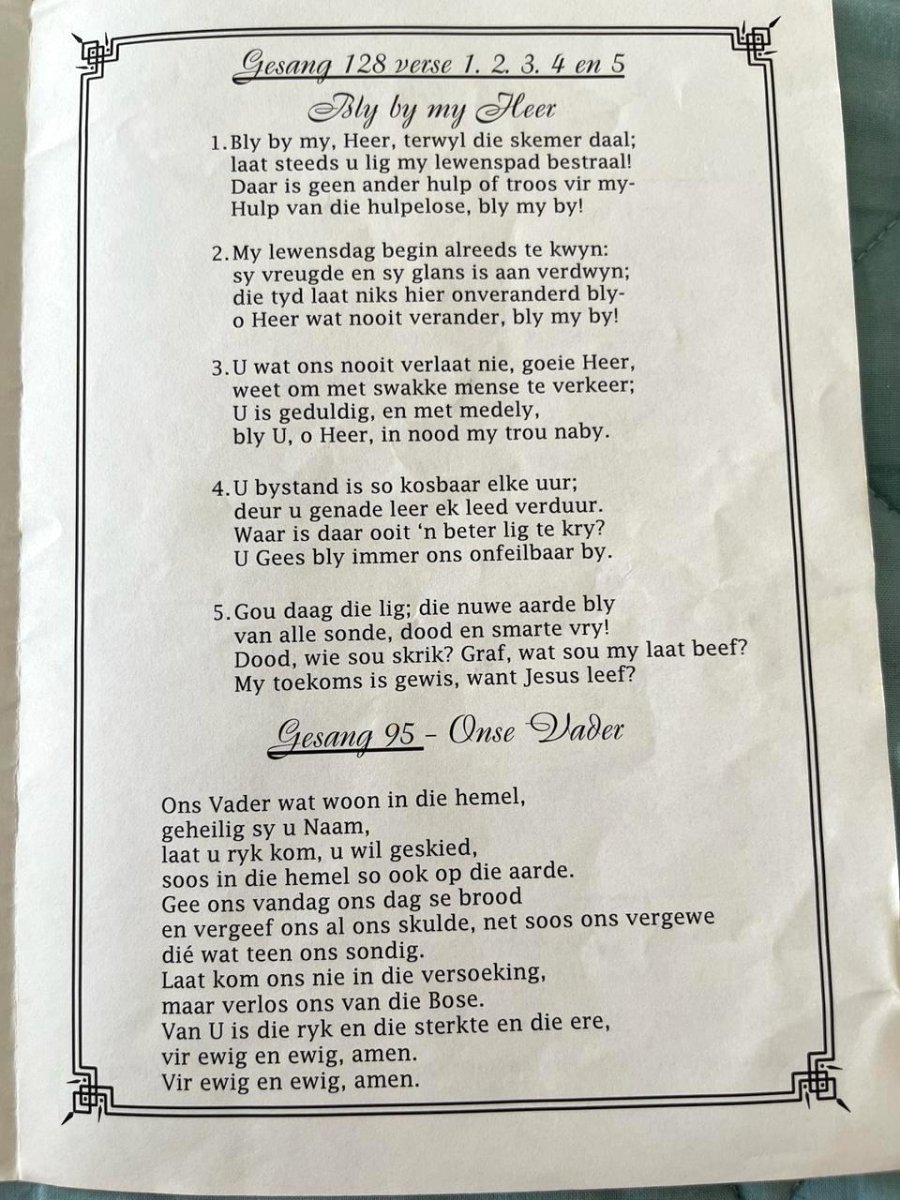 Gesang 128 verse 1. 2. 3. 4 en 5
Bly by my Heer
1. Bly by my, Heer, terwyl die skemer daal;
laat steeds u lig my lewenspad bestraal!
Daar is geen ander hulp of troos vir my-
Hulp van die hulpelose, bly my by!
2. My lewensdag begin alreeds te kwyn:
sy vreugde en sy glans is aan verdwyn;
die tyd laat niks hier onveranderd bly-
o Heer wat nooit verander, bly my by!
3. U wat ons nooit verlaat nie, goeie Heer,
weet om met swakke mense te verkeer;
U is geduldig, en met medely,
bly U, o Heer, in nood my trou naby.
4. U bystand is so kosbaar elke uur;
deur u genade leer ek leed verduur.
Waar is daar ooit ‘n beter lig te kry?
U Gees bly immer ons onfeilbaar by.
5. Gou daag die lig; die nuwe aarde bly
van alle sonde, dood en smarte vry!
Dood, wie sou skrik? Graf, wat sou my laat beef?
My toekoms is gewis, want Jesus leef?
Gesang 95 - Onse Vader
Ons Vader wat woon in die hemel,
geheilig sy u Naam,
laat u ryk kom, u wil geskied,
soos in die hemel so ook op die aarde.
Gee ons vandag ons dag se brood
en vergeef ons al ons skulde, net soos ons vergewe
dié wat teen ons sondig.
Laat kom ons nie in die versoeking,
maar verlos ons van die Bose.
Van U is die ryk en die sterkte en die ere,
vir ewig en ewig, amen.
Vir ewig en ewig, amen.